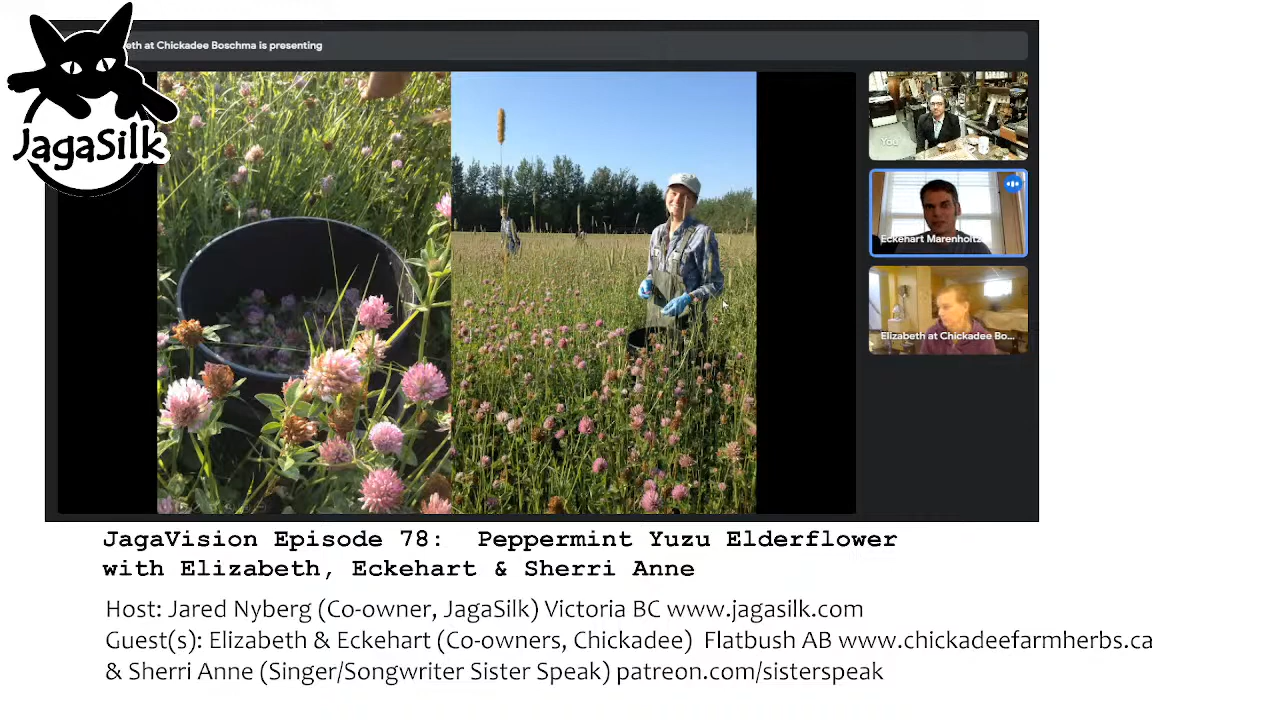 JagaSilk
eth at Chickadee Boschma is presenting
You
Eckehart Marenholtz
Elizabeth at Chickadee Bo...
JagaVision Episode 78: Peppermint Yuzu Elderflower
with Elizabeth, Eckehart & Sherri Anne
Host: Jared Nyberg (Co-owner, JagaSilk) Victoria BC www.jagasilk.com
Guest(s): Elizabeth & Eckehart (Co-owners, Chickadee) Flatbush AB www.chickadeefarmherbs.ca
& Sherri Anne (Singer/Songwriter Sister Speak) patreon.com/sisterspeak